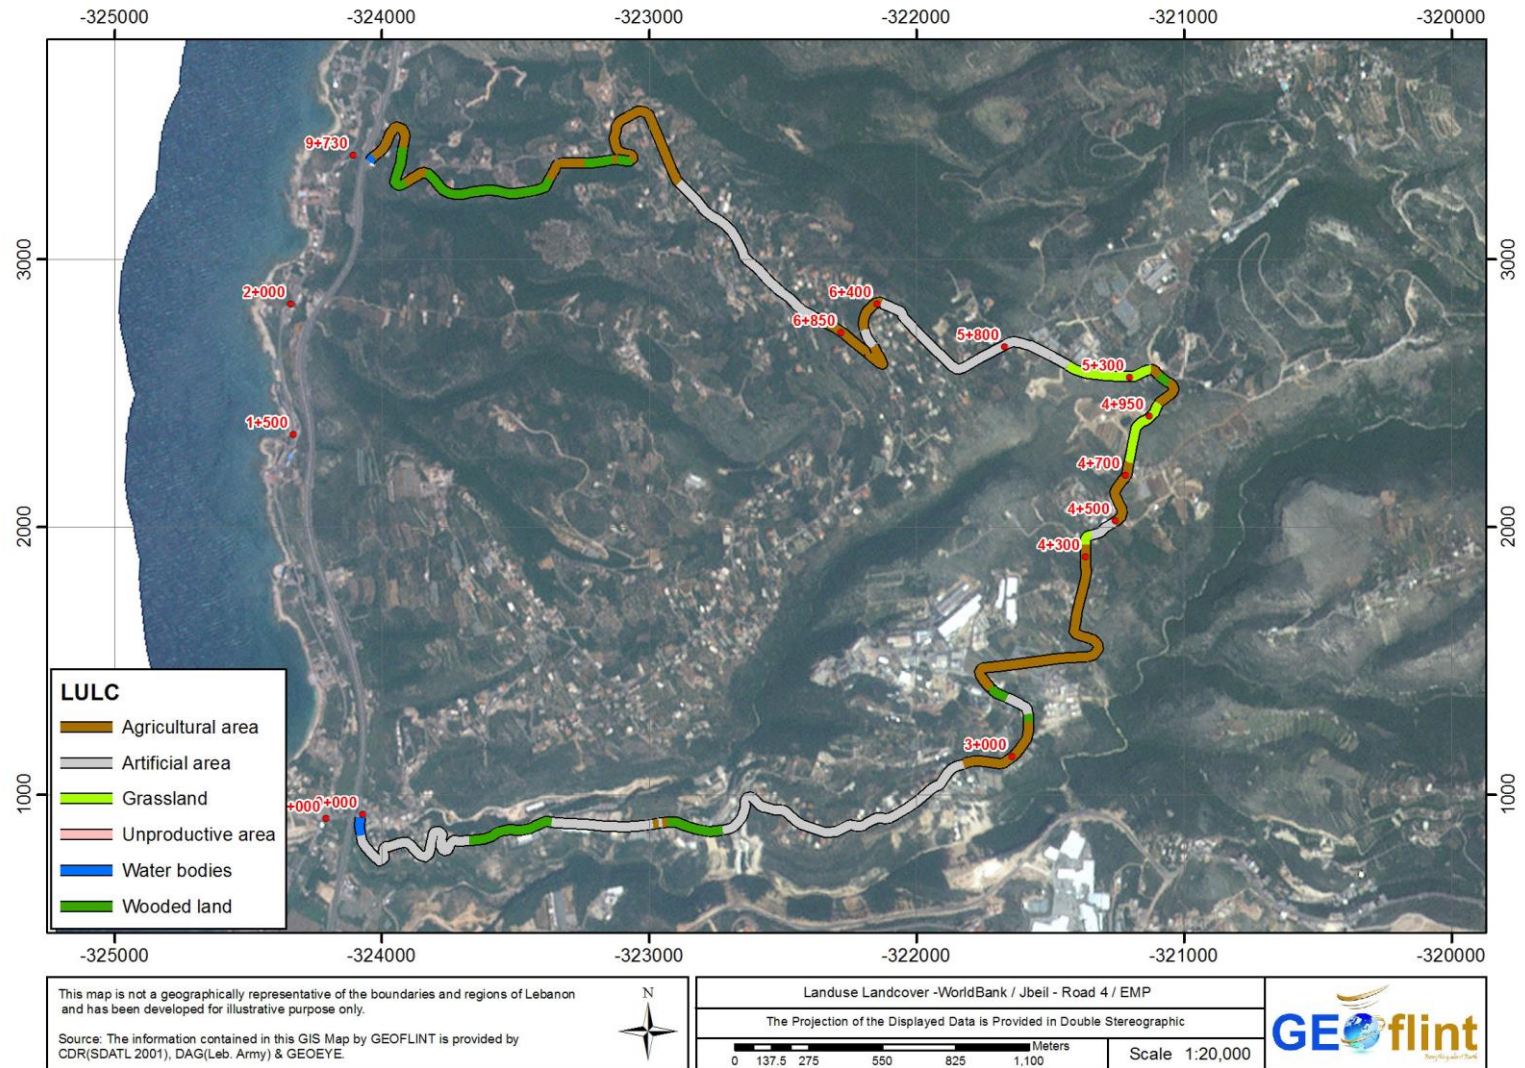 -325000 -324000 -323000 -322000 -321000 -320000
9+730
3000 3000
2+000
6+400
6+850
5+800
5+300
4+950
1+500
4+700
4+500
2000 2000
4+300
3+000
1000 1000
+000 +000
LULC
Agricultural area
Artificial area
Grassland
Unproductive area
Water bodies
Wooded land
-325000 -324000 -323000 -322000 -321000 -320000
This map is not a geographically representative of the boundaries and regions of Lebanon
and has been developed for illustrative purpose only.
Source: The information contained in this GIS Map by GEOFLINT is provided by
CDR(SDATL 2001), DAG(Leb. Army) & GEOEYE.
N
Landuse Landcover -WorldBank / Jbeil - Road 4 / EMP
The Projection of the Displayed Data is Provided in Double Stereographic
Meters
0 137.5 275 550 825 1,100
Scale 1:20,000
GEOflint